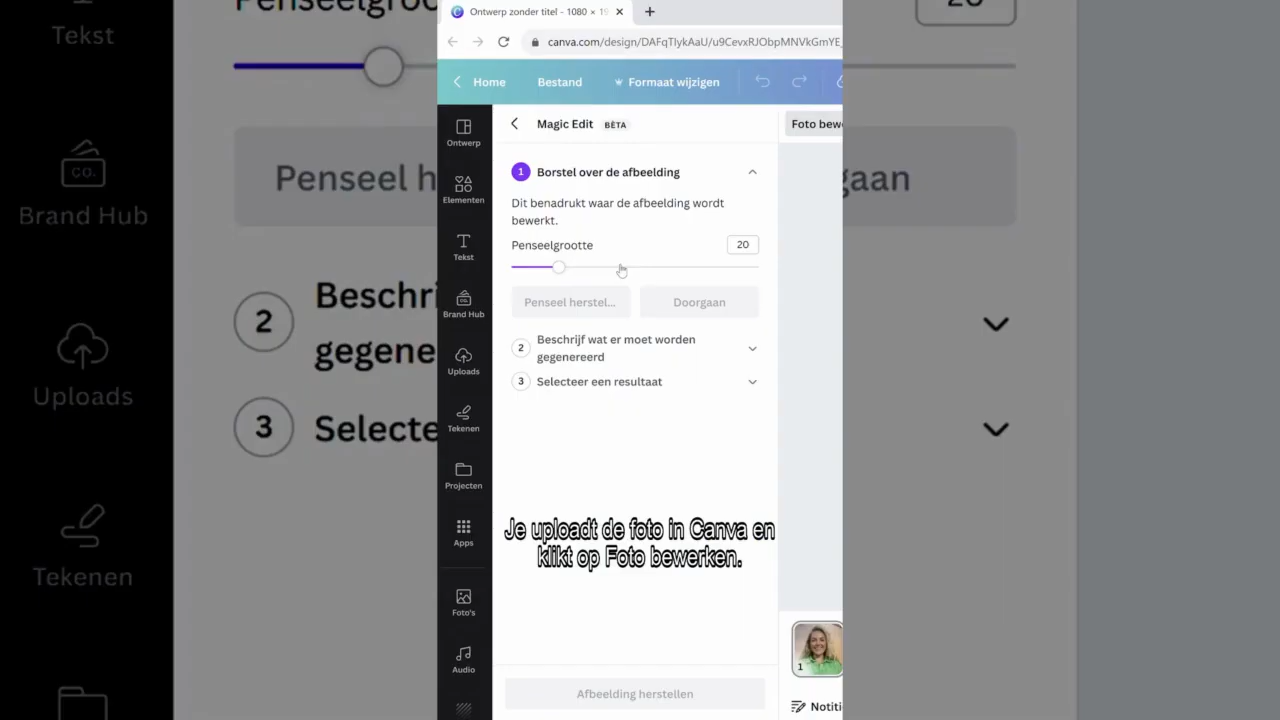 Ontwerp zonder titel - 1080 × 19
canva.com/design/DAFqTIykAaU/u9CevxRJObpMNVkGmYE_
Home
Bestand
Formaat wijzigen
Ontwerp
Elementen
Tekst
Brand Hub
Uploads
Tekenen
Projecten
Apps
Foto's
Audio
Magic Edit BÈTA
Foto bew
1 Borstel over de afbeelding
Dit benadrukt waar de afbeelding wordt
bewerkt.
Penseelgrootte
20
Penseel herstel...
Doorgaan
2 Beschrijf wat er moet worden
gegenereerd
3 Selecteer een resultaat
Je uploadt de foto in Canva en
klikt op Foto bewerken.
Afbeelding herstellen
1
Notiti
Tekst
CO.
Brand Hub
Uploads
Tekenen
Penseel h
gaan
2 Beschri
gegene
3 Selecte